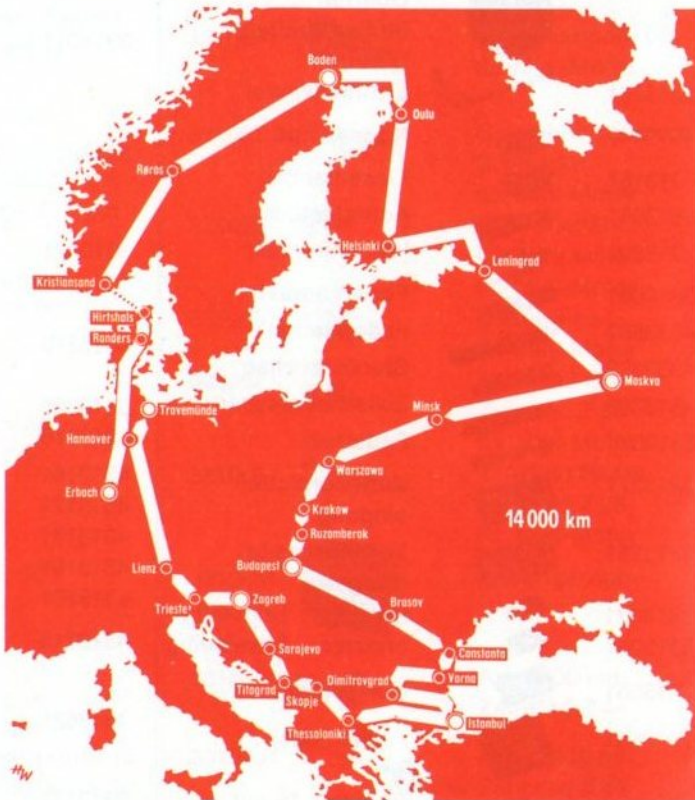 Boden
Oulu
Røros
Helsinki
Leningrad
Kristiansand
Hirtshals
Randers
Moskva
Travemünde
Minsk
Hannover
Warszawa
Erbach
Krakow
14 000 km
Ruzomberok
Lienz
Budapest
Trieste
Zagreb
Brasov
Sarajevo
Constanta
Titograd
Dimitrovgrad
Varna
Skopje
Thessaloniki
Istanbul
HW